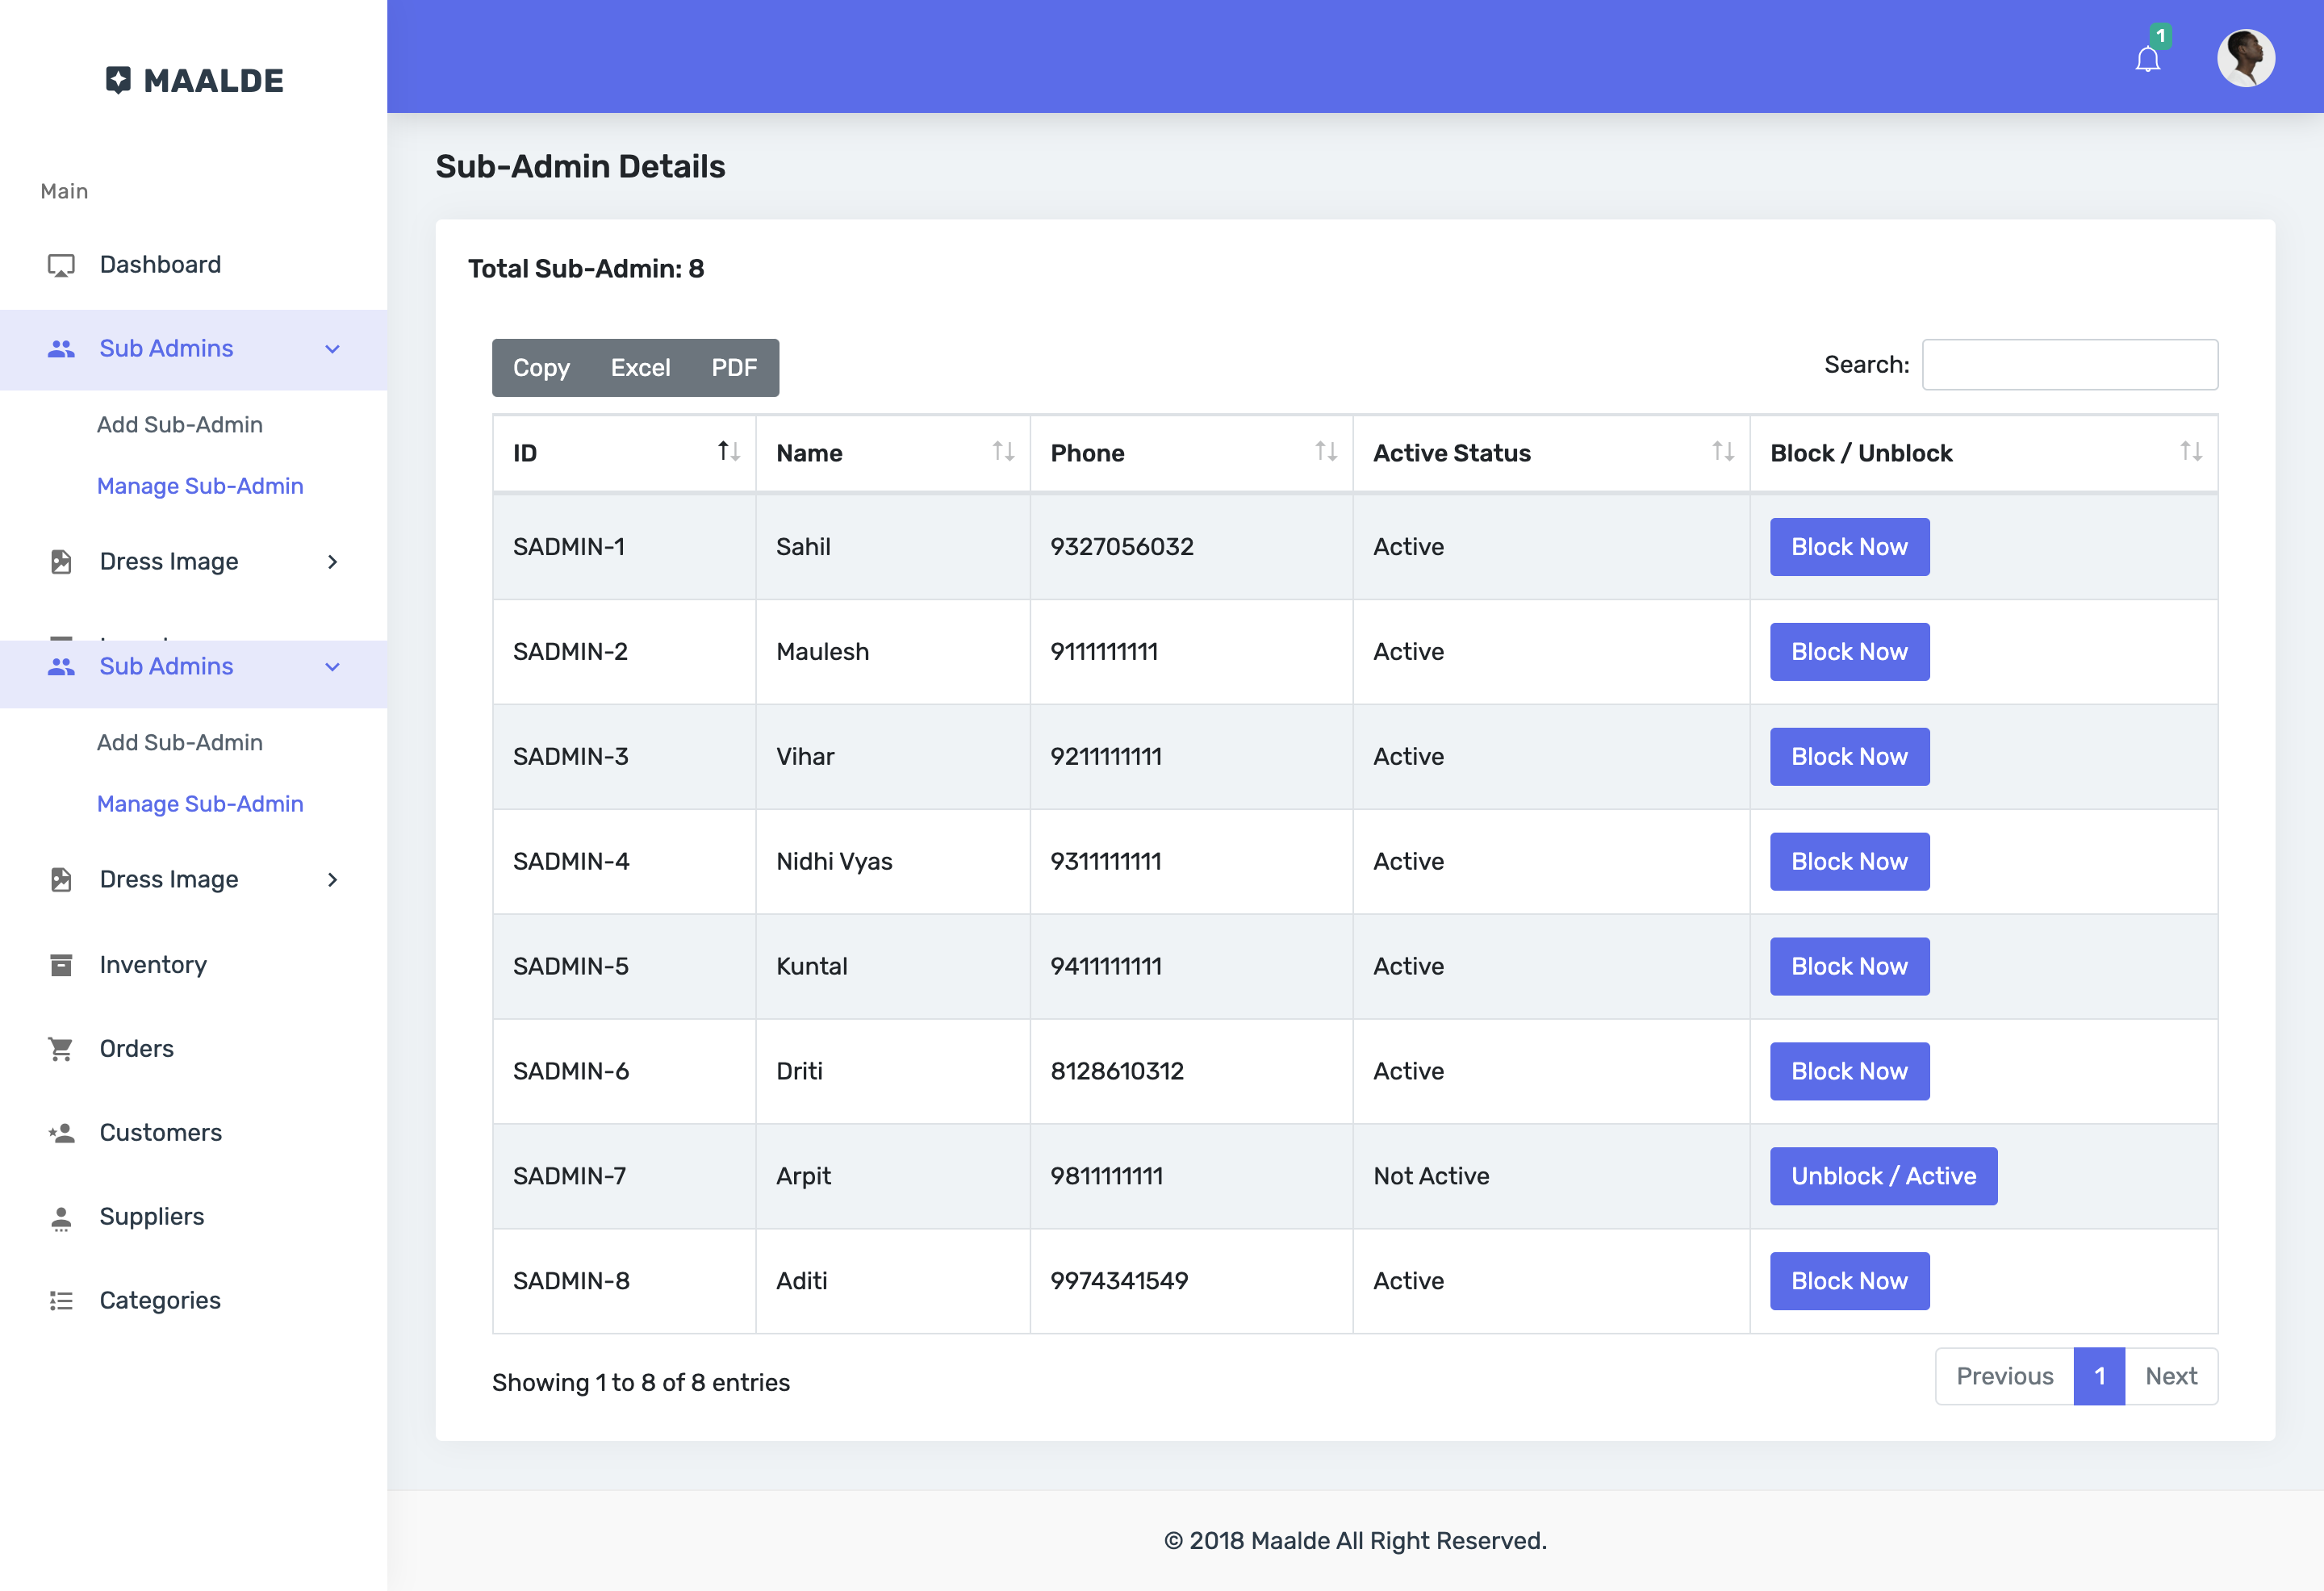 MAALDE
1
Main
Dashboard
Sub Admins
Add Sub-Admin
Manage Sub-Admin
Dress Image
Sub Admins
Add Sub-Admin
Manage Sub-Admin
Dress Image
Inventory
Orders
Customers
Suppliers
Categories
Sub-Admin Details
Total Sub-Admin: 8
Copy Excel PDF
Search:
ID Name Phone Active Status Block / Unblock
SADMIN-1 Sahil 9327056032 Active Block Now
SADMIN-2 Maulesh 9111111111 Active Block Now
SADMIN-3 Vihar 9211111111 Active Block Now
SADMIN-4 Nidhi Vyas 9311111111 Active Block Now
SADMIN-5 Kuntal 9411111111 Active Block Now
SADMIN-6 Driti 8128610312 Active Block Now
SADMIN-7 Arpit 9811111111 Not Active Unblock / Active
SADMIN-8 Aditi 9974341549 Active Block Now
Showing 1 to 8 of 8 entries
Previous 1 Next
© 2018 Maalde All Right Reserved.